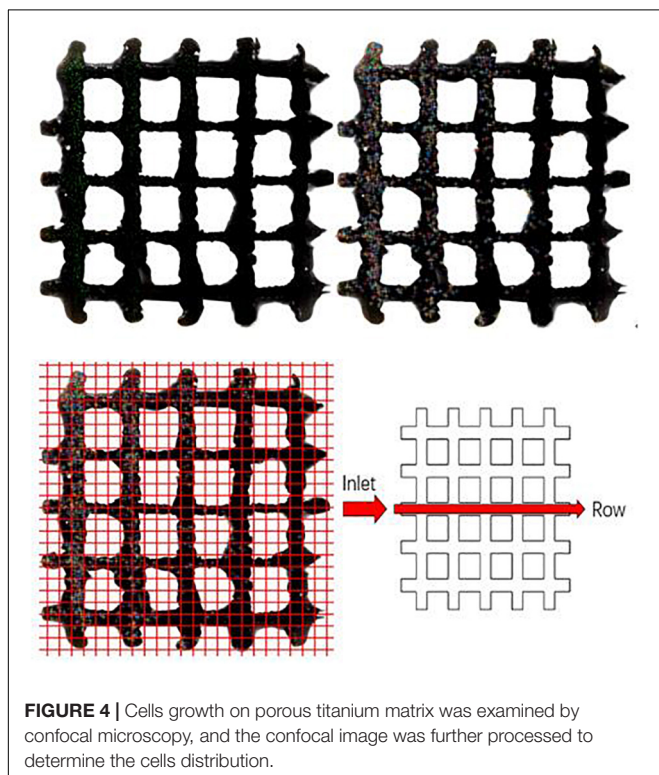 Inlet
Row
FIGURE 4 | Cells growth on porous titanium matrix was examined by
confocal microscopy, and the confocal image was further processed to
determine the cells distribution.